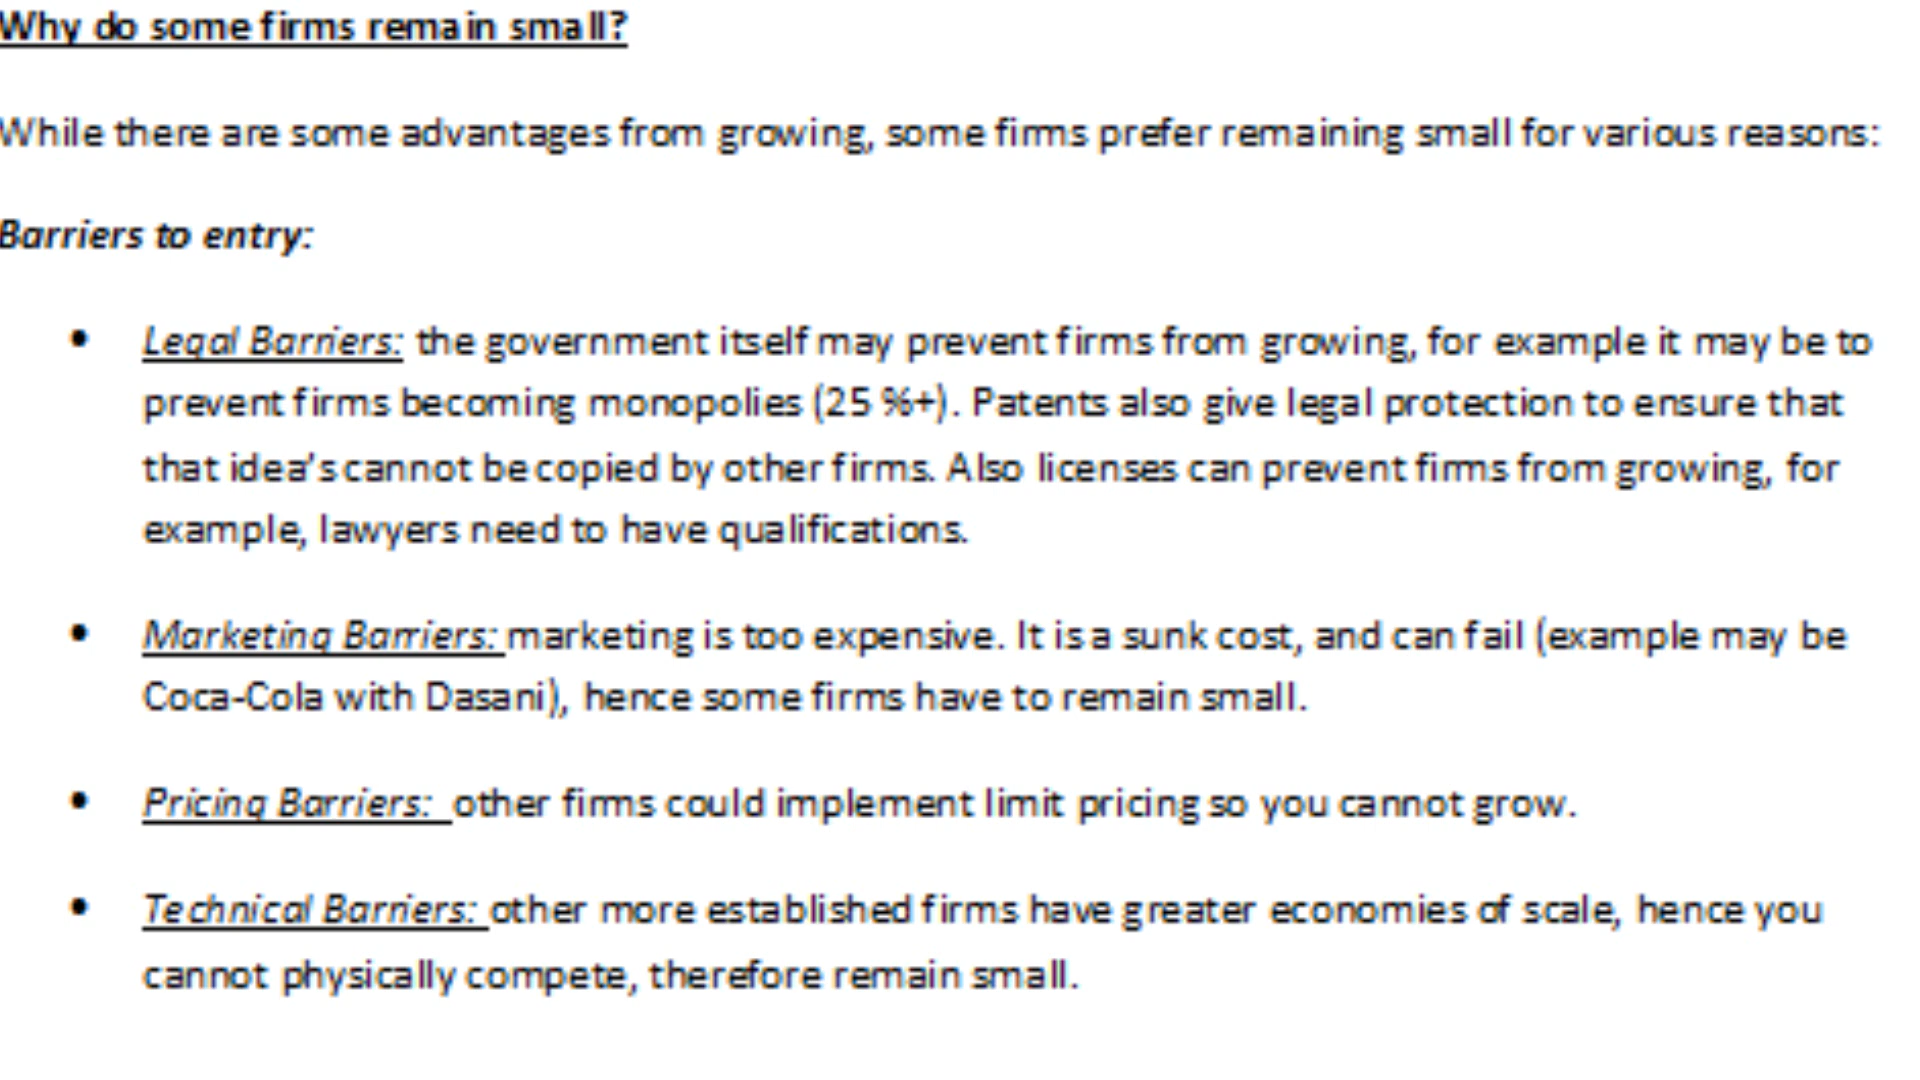 Why do some firms remain small?
While there are some advantages from growing, some firms prefer remaining small for various reasons:
Barriers to entry:
• Legal Barriers: the government itself may prevent firms from growing, for example it may be to
prevent firms becoming monopolies (25 %+). Patents also give legal protection to ensure that
that idea's cannot be copied by other firms. Also licenses can prevent firms from growing, for
example, lawyers need to have qualifications.
• Marketing Barriers: marketing is too expensive. It is a sunk cost, and can fail (example may be
Coca-Cola with Dasani), hence some firms have to remain small.
• Pricing Barriers: other firms could implement limit pricing so you cannot grow.
• Technical Barriers: other more established firms have greater economies of scale, hence you
cannot physically compete, therefore remain small.